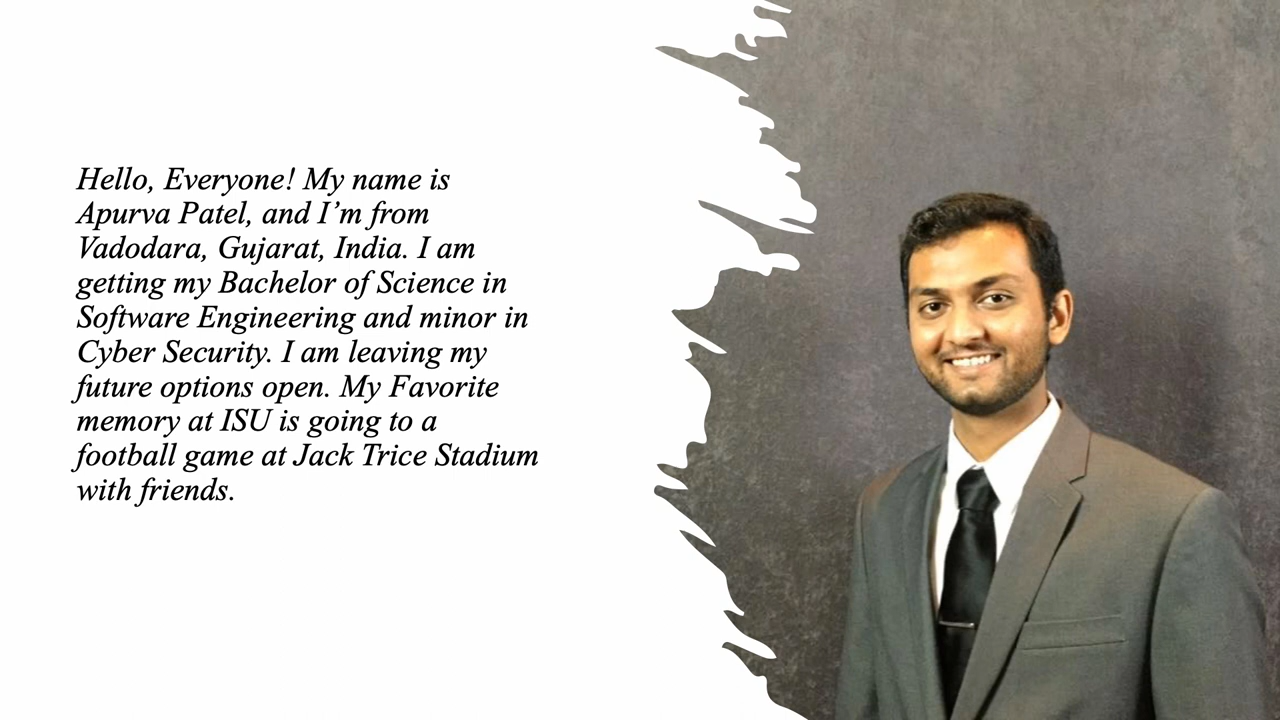 Hello, Everyone! My name is
Apurva Patel, and I’m from
Vadodara, Gujarat, India. I am
getting my Bachelor of Science in
Software Engineering and minor in
Cyber Security. I am leaving my
future options open. My Favorite
memory at ISU is going to a
football game at Jack Trice Stadium
with friends.